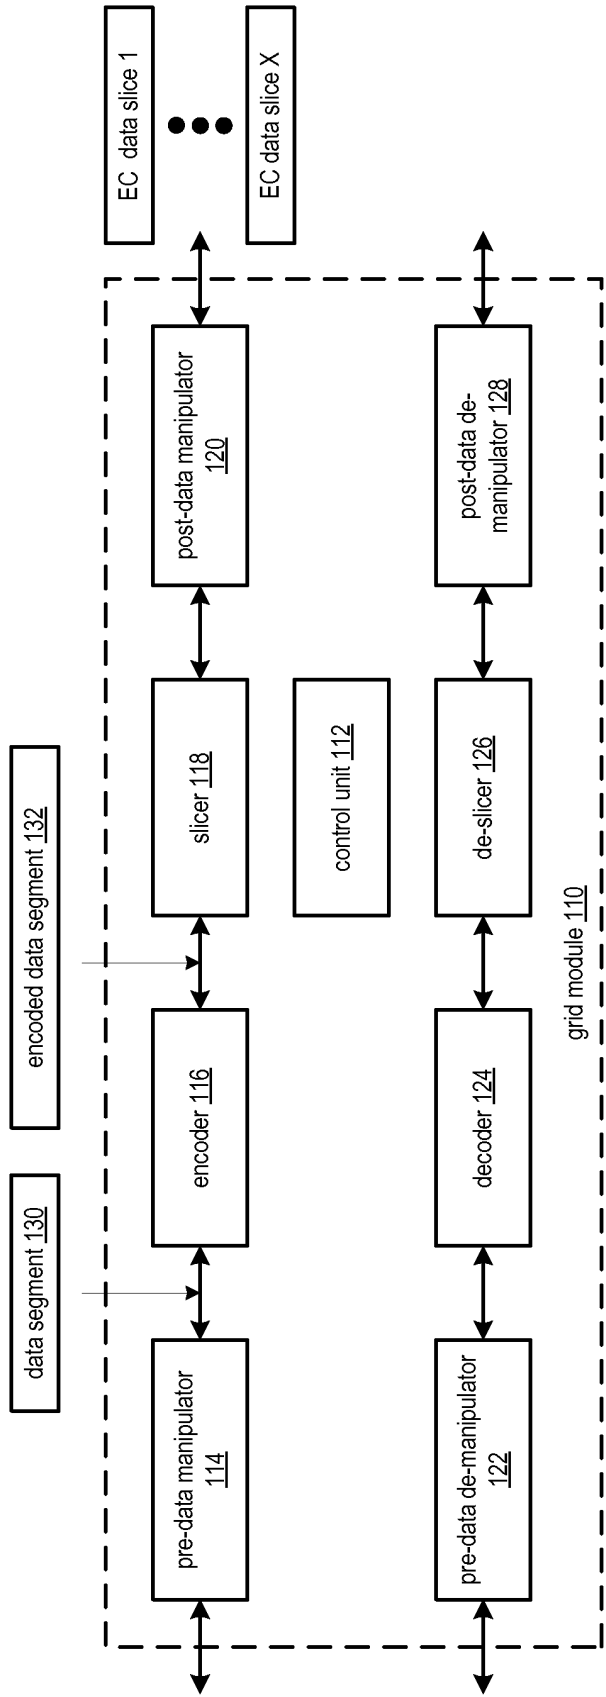 data segment 130
encoded data segment 132
EC  data slice 1
EC data slice X
pre-data manipulator
114
encoder 116
slicer 118
post-data manipulator
120
control unit 112
pre-data de-manipulator
122
decoder 124
de-slicer 126
post-data de-
manipulator 128
grid module 110